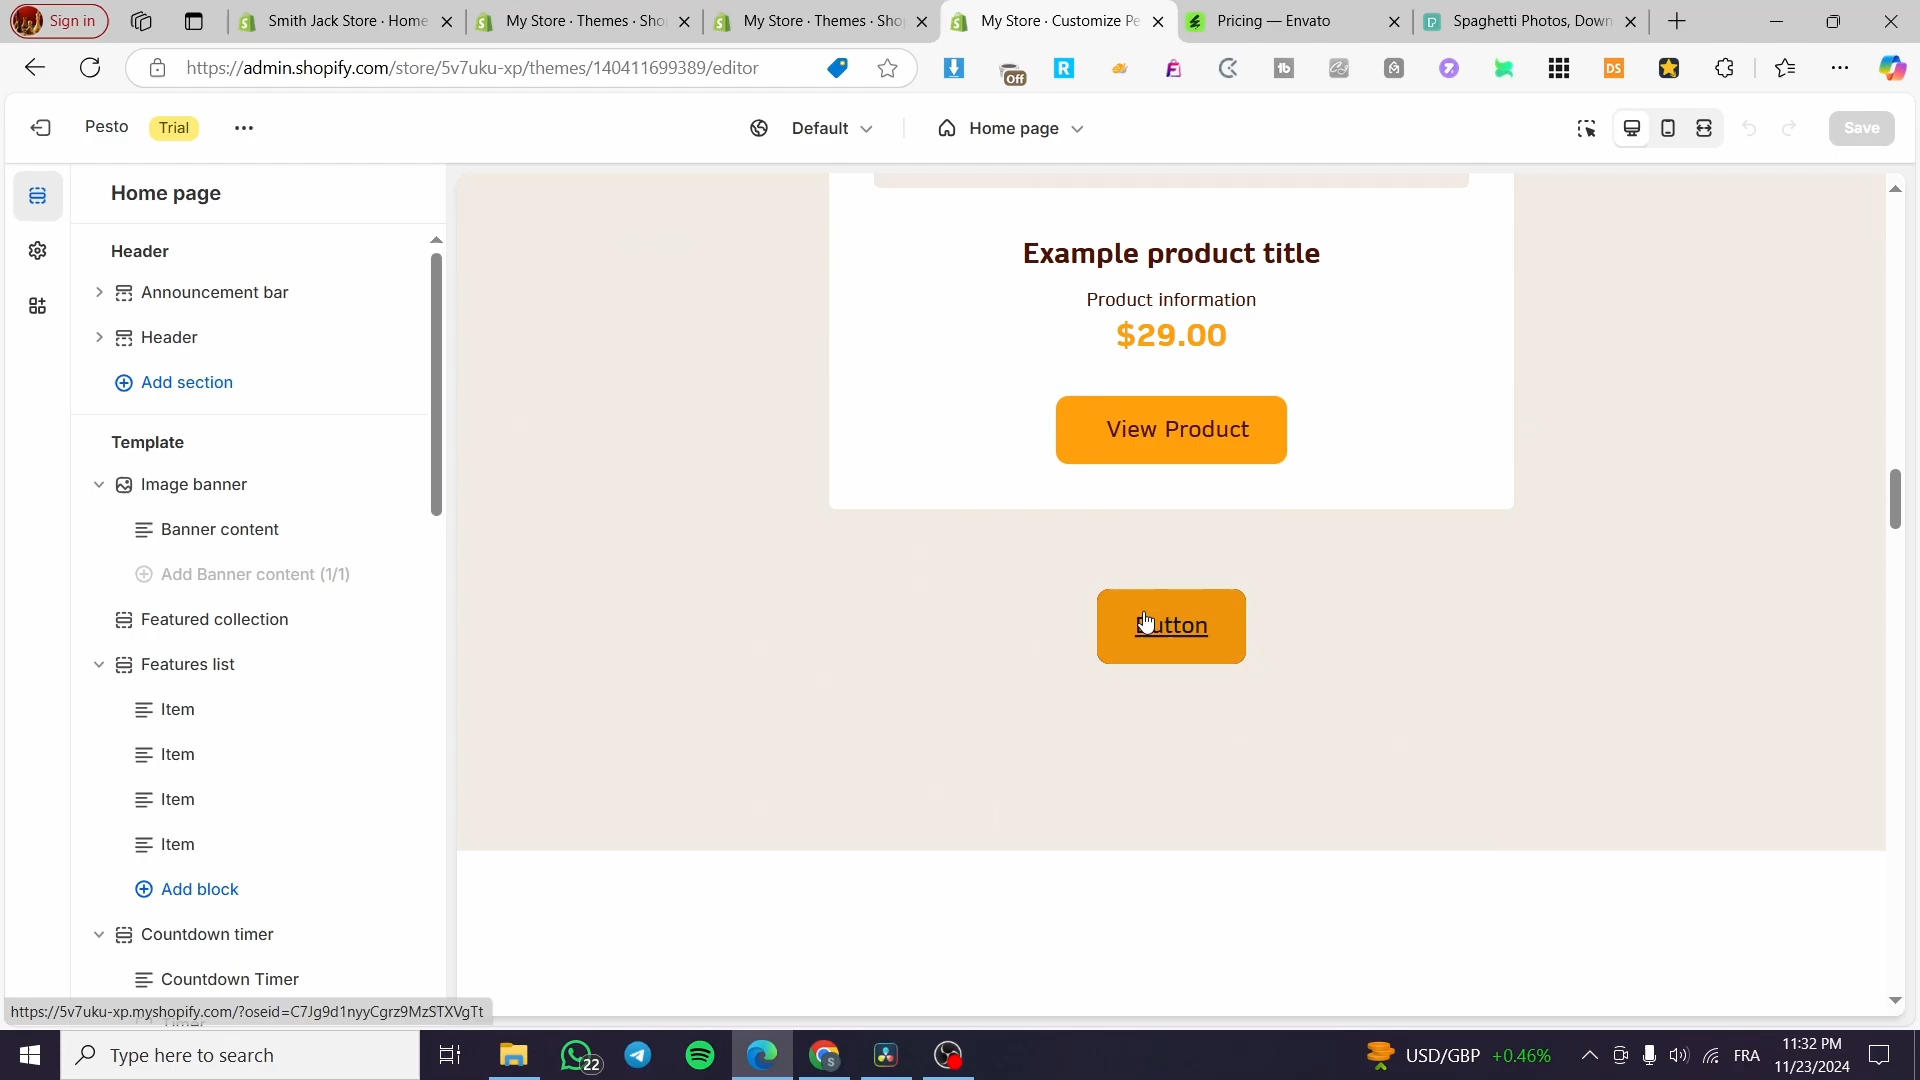 Sign in
Smith Jack Store · Home
My Store · Themes · Sho
My Store · Themes · Sho
My Store · Customize Pe
Pricing — Envato
Spaghetti Photos, Down
https://admin.shopify.com/store/5v7uku-xp/themes/140411699389/editor
Off
DS
Pesto
Trial
Default
Home page
Save
Home page
Header
Announcement bar
Header
Add section
Template
Image banner
Banner content
Add Banner content (1/1)
Featured collection
Features list
Item
Item
Item
Item
Add block
Countdown timer
Countdown Timer
Example product title
Product information
$29.00
View Product
Button
https://5v7uku-xp.myshopify.com/?oseid=C7Jg9d1nyyCgrz9MzSTXVgTt
Type here to search
22
USD/GBP +0.46%
FRA
11:32 PM
11/23/2024